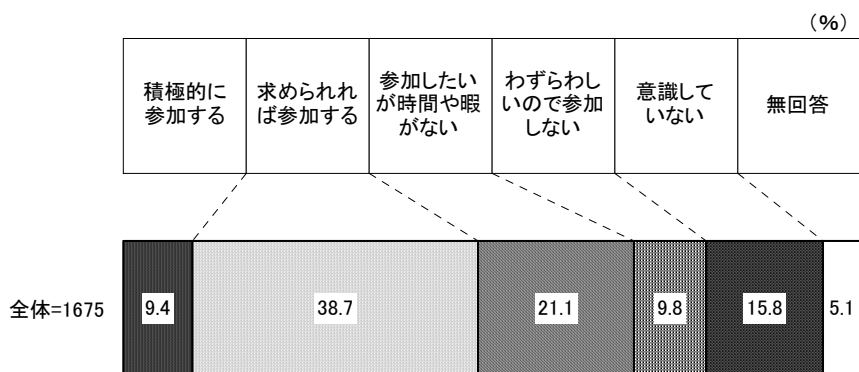 (%)
積極的に
参加する
求められれ
ば参加する
参加したい
が時間や暇
がない
わずらわし
いので参加
しない
意識して
いない
無回答
全体=1675
9.4
38.7
21.1
9.8
15.8
5.1